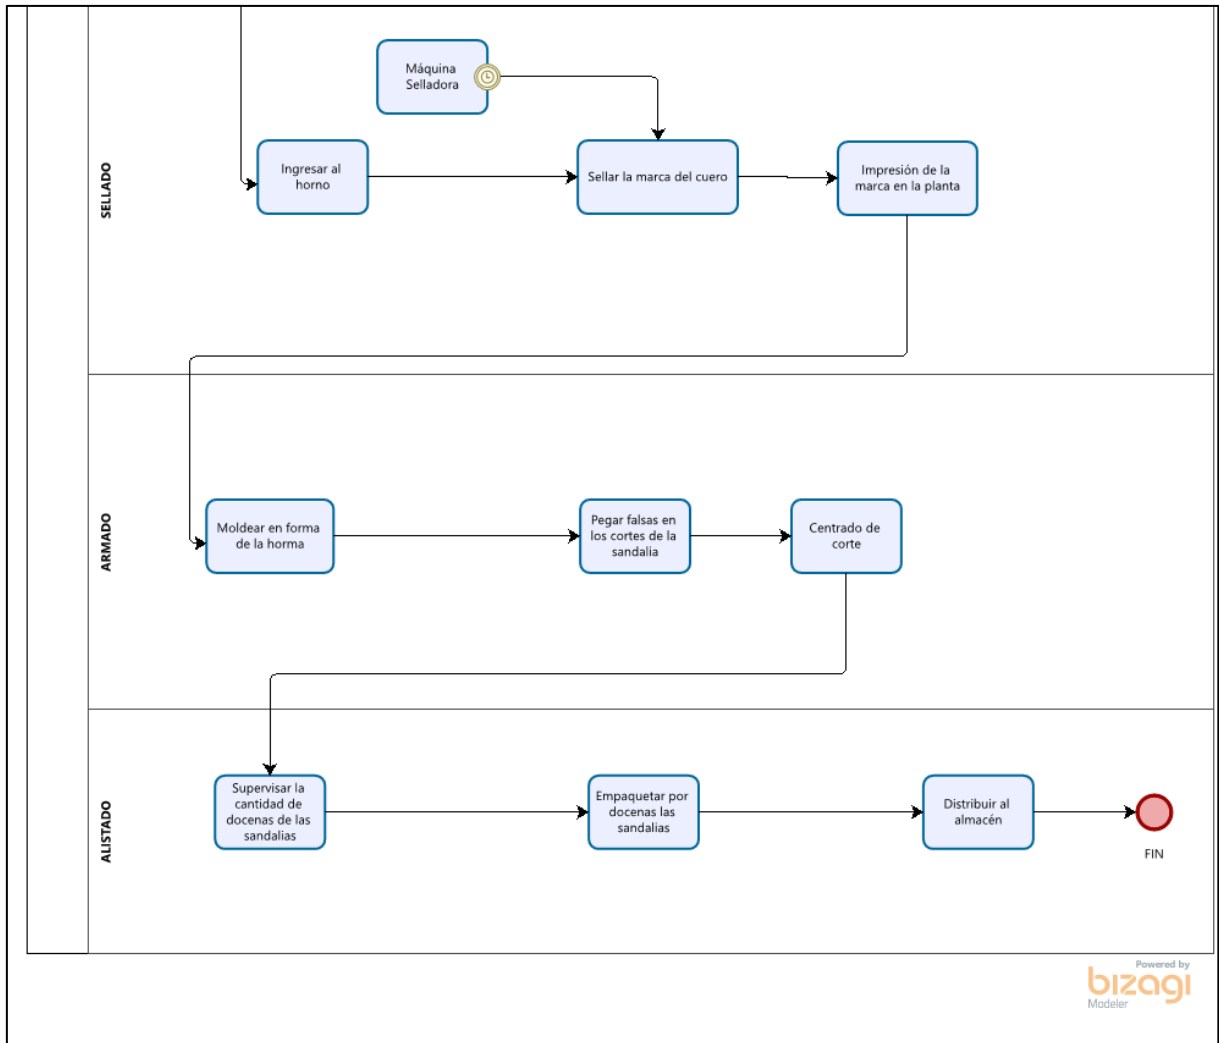 SELLADO
Máquina
Selladora
Ingresar al
horno
Sellar la marca del cuero
Impresión de la
marca en la planta
ARMADO
Moldear en forma
de la horma
Pegar falsas en
los cortes de la
sandalia
Centrado de
corte
ALISTADO
Supervisar la
cantidad de
docenas de las
sandalias
Empaquetar por
docenas las
sandalias
Distribuir al
almacén
FIN
Powered by
bizagi
Modeler